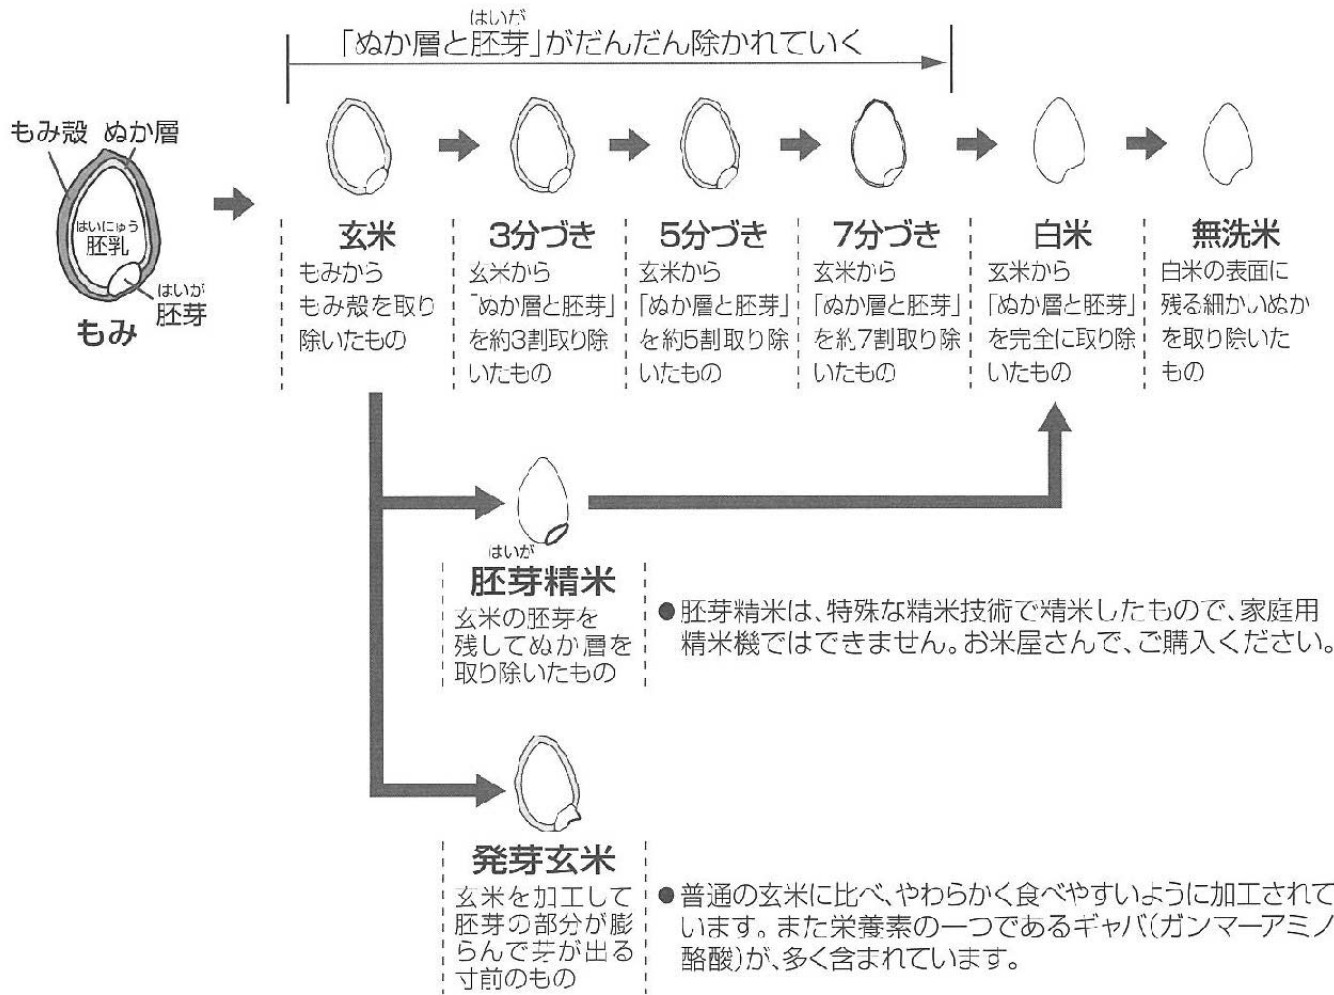 はいが
「ぬか層と胚芽」がだんだん除かれていく
もみ殻 ぬか層
はいにゅう
胚乳
はいが
胚芽
もみ
玄米
もみから
もみ殻を取り
除いたもの
3分づき
玄米から
「ぬか層と胚芽」
を約3割取り除
いたもの
5分づき
玄米から
「ぬか層と胚芽」
を約5割取り除
いたもの
7分づき
玄米から
「ぬか層と胚芽」
を約7割取り除
いたもの
白米
玄米から
「ぬか層と胚芽」
を完全に取り除
いたもの
無洗米
白米の表面に
残る細かいぬか
を取り除いた
もの
はいが
胚芽精米
玄米の胚芽を
残してぬか層を
取り除いたもの
●胚芽精米は、特殊な精米技術で精米したもので、家庭用
精米機ではできません。お米屋さんで、ご購入ください。
発芽玄米
玄米を加工して
胚芽の部分が膨
らんで芽が出る
寸前のもの
●普通の玄米に比べ、やわらかく食べやすいように加工されて
います。また栄養素の一つであるギャバ(ガンマーアミノ
酪酸)が、多く含まれています。